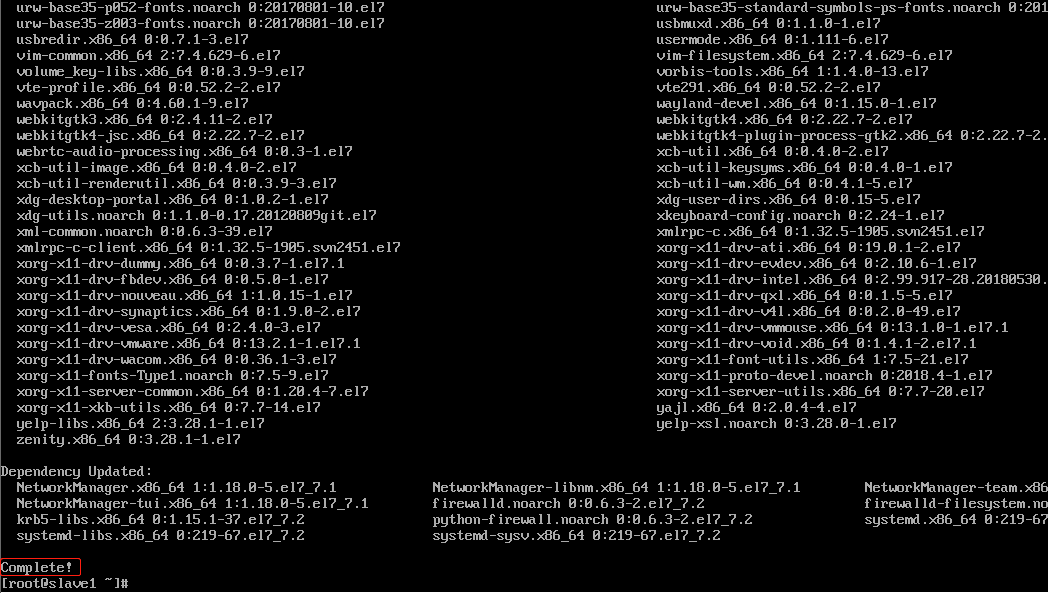 urw-base35-p052-fonts.noarch 0:20170801-10.el7 urw-base35-standard-symbols-ps-fonts.noarch 0:201
urw-base35-z003-fonts.noarch 0:20170801-10.el7 usbmuxd.x86_64 0:1.1.0-1.el7
usbredir.x86_64 0:0.7.1-3.el7 usermode.x86_64 0:1.111-6.el7
vim-common.x86_64 2:7.4.629-6.el7 vim-filesystem.x86_64 2:7.4.629-6.el7
volume_key-libs.x86_64 0:0.3.9-9.el7 vorbis-tools.x86_64 1:1.4.0-13.el7
vte-profile.x86_64 0:0.52.2-2.el7 vte291.x86_64 0:0.52.2-2.el7
wavpack.x86_64 0:4.60.1-9.el7 wayland-devel.x86_64 0:1.15.0-1.el7
webkitgtk3.x86_64 0:2.4.11-2.el7 webkitgtk4.x86_64 0:2.22.7-2.el7
webkitgtk4-jsc.x86_64 0:2.22.7-2.el7 webkitgtk4-plugin-process-gtk2.x86_64 0:2.22.7-2.
webrtc-audio-processing.x86_64 0:0.3-1.el7 xcb-util.x86_64 0:0.4.0-2.el7
xcb-util-image.x86_64 0:0.4.0-2.el7 xcb-util-keysyms.x86_64 0:0.4.0-1.el7
xcb-util-renderutil.x86_64 0:0.3.9-3.el7 xcb-util-wm.x86_64 0:0.4.1-5.el7
xdg-desktop-portal.x86_64 0:1.0.2-1.el7 xdg-user-dirs.x86_64 0:0.15-5.el7
xdg-utils.noarch 0:1.1.0-0.17.20120809git.el7 xkeyboard-config.noarch 0:2.24-1.el7
xml-common.noarch 0:0.6.3-39.el7 xmlrpc-c.x86_64 0:1.32.5-1905.svn2451.el7
xmlrpc-c-client.x86_64 0:1.32.5-1905.svn2451.el7 xorg-x11-drv-ati.x86_64 0:19.0.1-2.el7
xorg-x11-drv-dummy.x86_64 0:0.3.7-1.el7.1 xorg-x11-drv-evdev.x86_64 0:2.10.6-1.el7
xorg-x11-drv-fbdev.x86_64 0:0.5.0-1.el7 xorg-x11-drv-intel.x86_64 0:2.99.917-28.20180530.
xorg-x11-drv-nouveau.x86_64 1:1.0.15-1.el7 xorg-x11-drv-qxl.x86_64 0:0.1.5-5.el7
xorg-x11-drv-synaptics.x86_64 0:1.9.0-2.el7 xorg-x11-drv-v4l.x86_64 0:0.2.0-49.el7
xorg-x11-drv-vesa.x86_64 0:2.4.0-3.el7 xorg-x11-drv-vmmouse.x86_64 0:13.1.0-1.el7.1
xorg-x11-drv-vmware.x86_64 0:13.2.1-1.el7.1 xorg-x11-drv-void.x86_64 0:1.4.1-2.el7.1
xorg-x11-drv-wacom.x86_64 0:0.36.1-3.el7 xorg-x11-font-utils.x86_64 1:7.5-21.el7
xorg-x11-fonts-Type1.noarch 0:7.5-9.el7 xorg-x11-proto-devel.noarch 0:2018.4-1.el7
xorg-x11-server-common.x86_64 0:1.20.4-7.el7 xorg-x11-server-utils.x86_64 0:7.7-20.el7
xorg-x11-xkb-utils.x86_64 0:7.7-14.el7 yajl.x86_64 0:2.0.4-4.el7
yelp-libs.x86_64 2:3.28.1-1.el7 yelp-xsl.noarch 0:3.28.0-1.el7
zenity.x86_64 0:3.28.1-1.el7
Dependency Updated:
NetworkManager.x86_64 1:1.18.0-5.el7_7.1 NetworkManager-libnm.x86_64 1:1.18.0-5.el7_7.1 NetworkManager-team.x86
NetworkManager-tui.x86_64 1:1.18.0-5.el7_7.1 firewalld.noarch 0:0.6.3-2.el7_7.2 firewalld-filesystem.no
krb5-libs.x86_64 0:1.15.1-37.el7_7.2 python-firewall.noarch 0:0.6.3-2.el7_7.2 systemd.x86_64 0:219-67
systemd-libs.x86_64 0:219-67.el7_7.2 systemd-sysv.x86_64 0:219-67.el7_7.2
Complete!
[root@slave1 ~]#